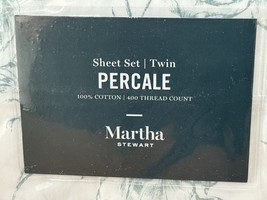 Sheet Set | Twin
PERCALE
100% COTTON | 400 THREAD COUNT
Martha
STEWART